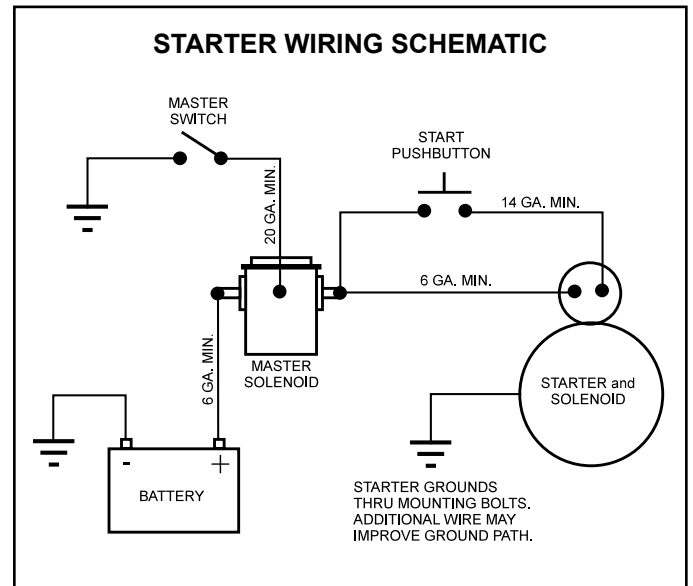 STARTER WIRING SCHEMATIC
MASTER
SWITCH
START
PUSHBUTTON
20 GA. MIN.
14 GA. MIN.
6 GA. MIN.
MASTER
SOLENOID
6 GA. MIN.
STARTER and
SOLENOID
- +
BATTERY
STARTER GROUNDS
THRU MOUNTING BOLTS.
ADDITIONAL WIRE MAY
IMPROVE GROUND PATH.